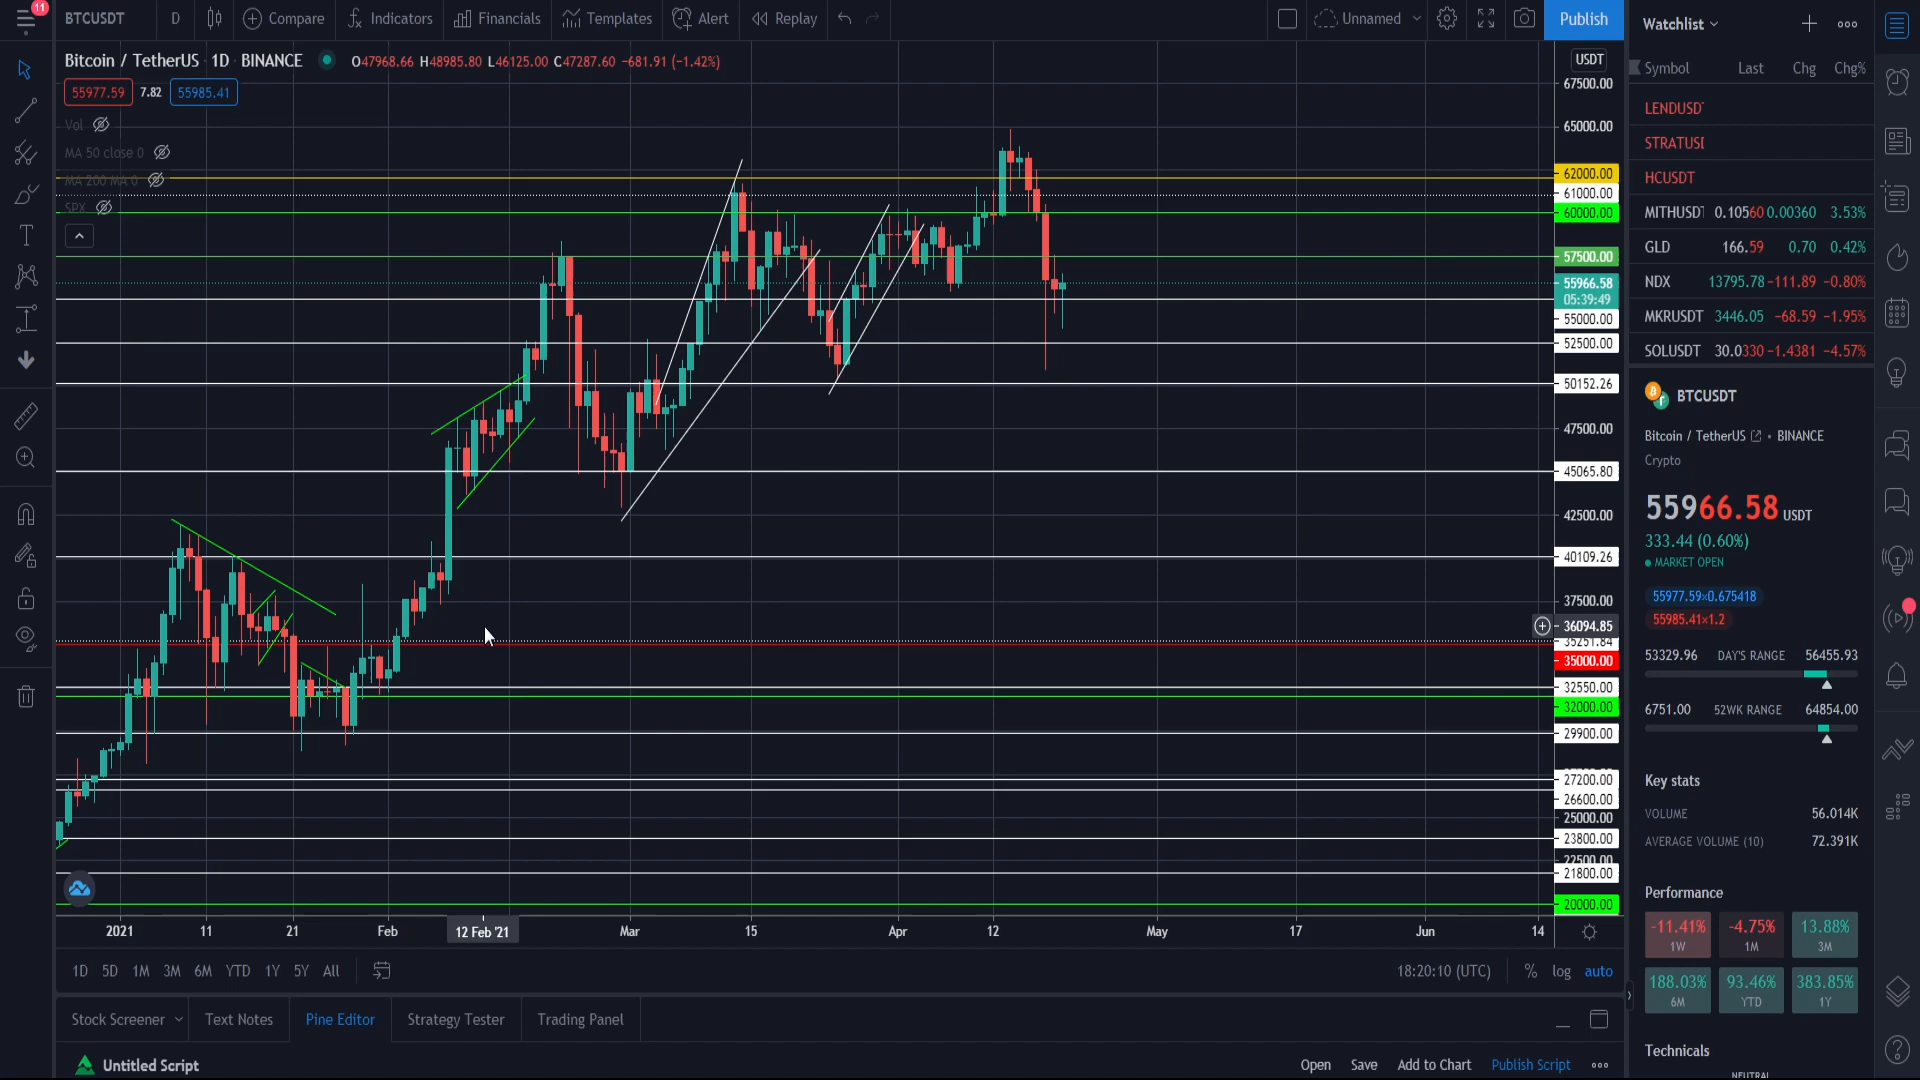 11
BTCUSDT
D
Compare
Indicators
Financials
Templates
Alert
Replay
Unnamed
Publish
Bitcoin / TetherUS 1D BINANCE O47968.66 H48985.80 L46125.00 C47287.60 −681.91 (−1.42%)
55977.59 7.82 55985.41
Vol
MA 50 close 0
MA 200 MA 0
SPX
USDT
67500.00
65000.00
62000.00
61000.00
60000.00
57500.00
55966.58
05:39:49
55000.00
52500.00
50152.26
47500.00
45065.80
42500.00
40109.26
37500.00
36094.85
35251.84
35000.00
32550.00
32000.00
29900.00
27200.00
26600.00
25000.00
23800.00
22500.00
21800.00
20000.00
2021 11 21 Feb 12 Feb '21 Mar 15 Apr 12 May 17 Jun 14
1D 5D 1M 3M 6M YTD 1Y 5Y All
18:20:10 (UTC) % log auto
Stock Screener Text Notes Pine Editor Strategy Tester Trading Panel
Untitled Script
Open Save Add to Chart Publish Script
Watchlist
Symbol Last Chg Chg%
LENDUSD
STRATUS
HCUSDT
MITHUSD 0.10560 0.00360 3.53%
GLD 166.59 0.70 0.42%
NDX 13795.78 −111.89 −0.80%
MKRUSDT 3446.05 −68.59 −1.95%
SOLUSDT 30.0330 −1.4381 −4.57%
BTCUSDT
Bitcoin / TetherUS • BINANCE
Crypto
55966.58 USDT
333.44 (0.60%)
MARKET OPEN
55977.59×0.675418
55985.41×1.2
53329.96 DAY'S RANGE 56455.93
6751.00 52WK RANGE 64854.00
Key stats
VOLUME 56.014K
AVERAGE VOLUME (10) 72.391K
Performance
-11.41% -4.75% 13.88%
1W 1M 3M
188.03% 93.46% 383.85%
6M YTD 1Y
Technicals
NEUTRAL